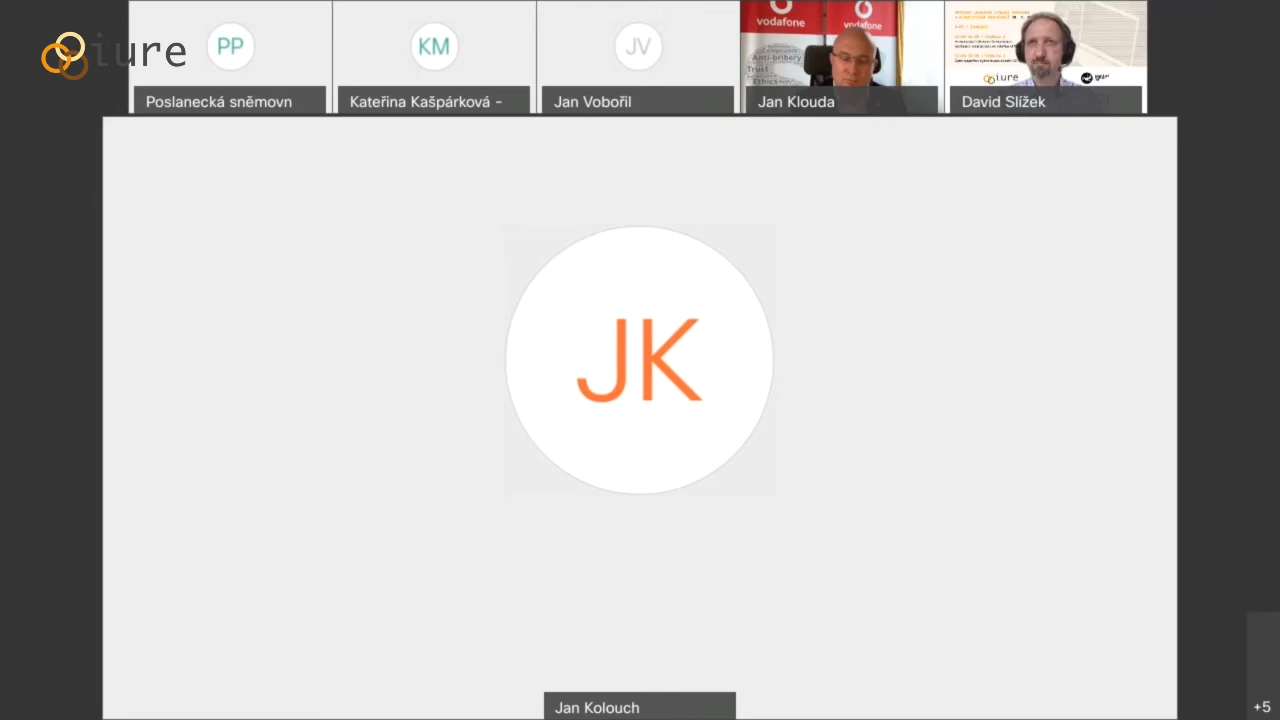 iure
PP
Poslanecká sněmovn
KM
Kateřina Kašpárková -
JV
Jan Vobořil
vodafone
vodafone
Anti-bribery
Trust
Ethics
Jan Klouda
iure
David Slížek
JK
Jan Kolouch
+5